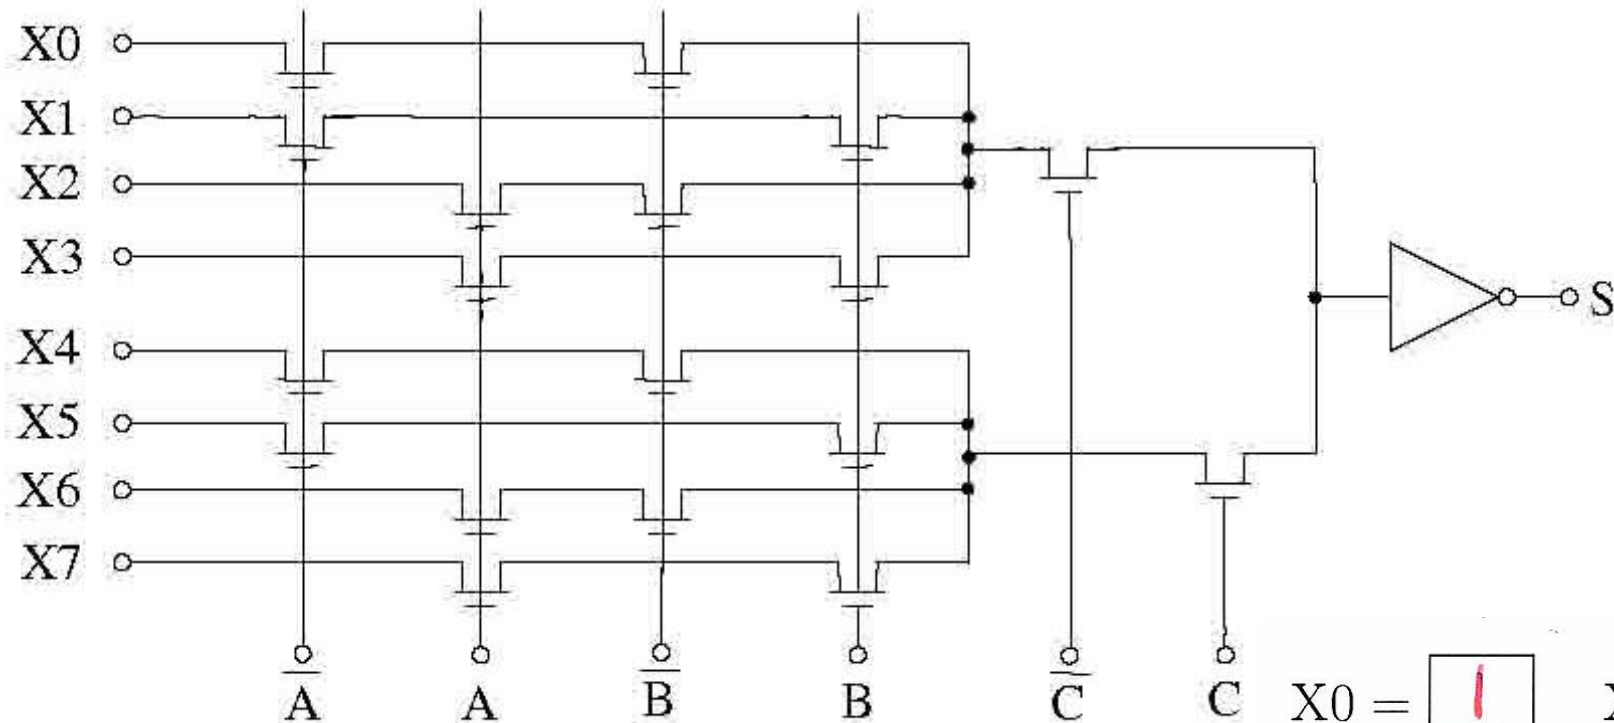 X0
X1
X2
X3
S
X4
X5
X6
X7
A̅ A B̅ B C̅ C X0 = 1 X